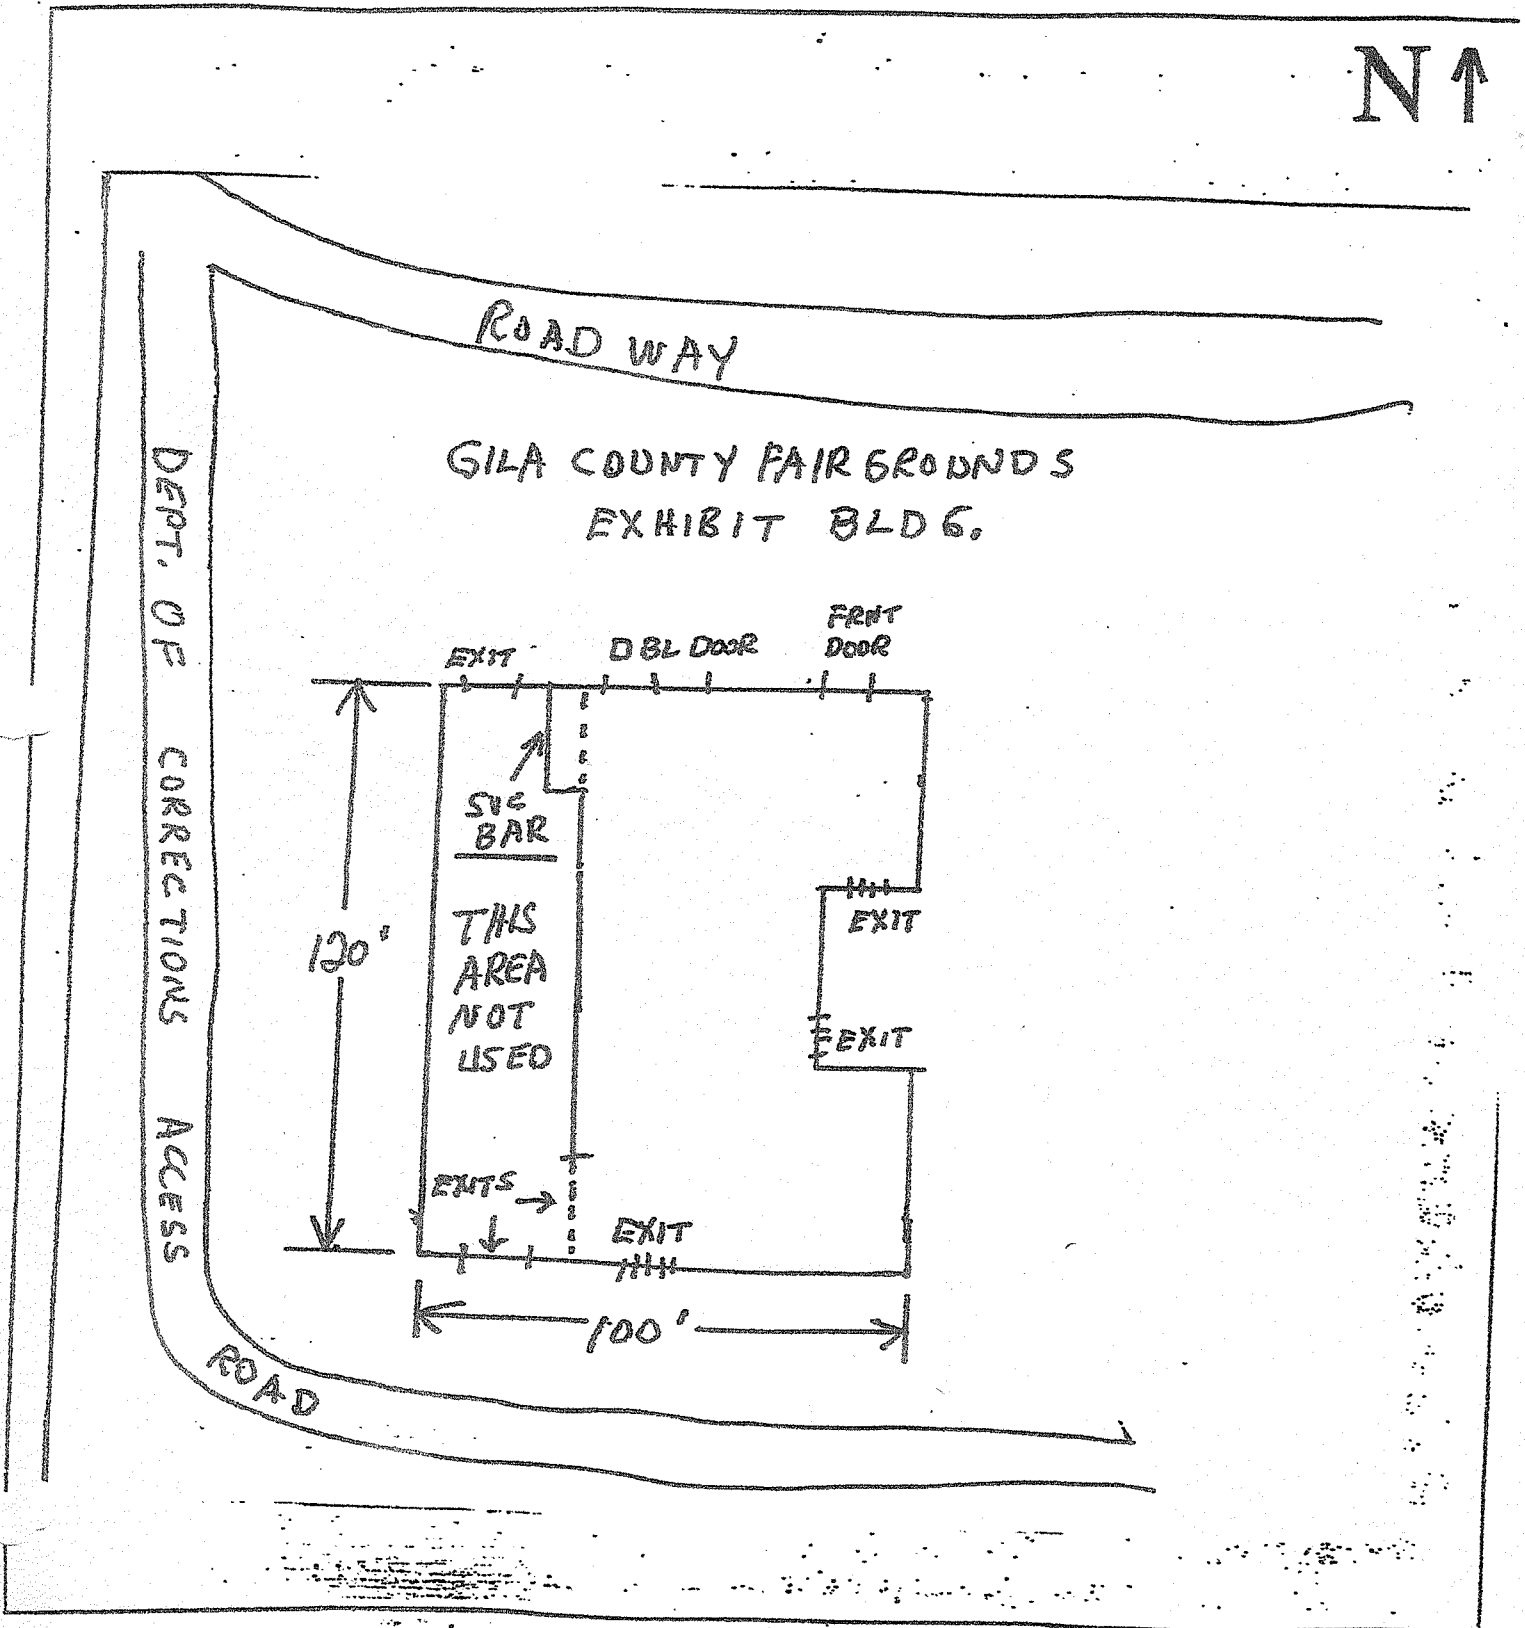 N
ROAD WAY
GILA COUNTY FAIRGROUNDS
EXHIBIT BLDG.
DEPT. OF CORRECTIONS ACCESS
ROAD
EXIT
DBL DOOR
FRNT
DOOR
SVC
BAR
120'
THIS
AREA
NOT
USED
EXIT
EXIT
EXITS
EXIT
100'